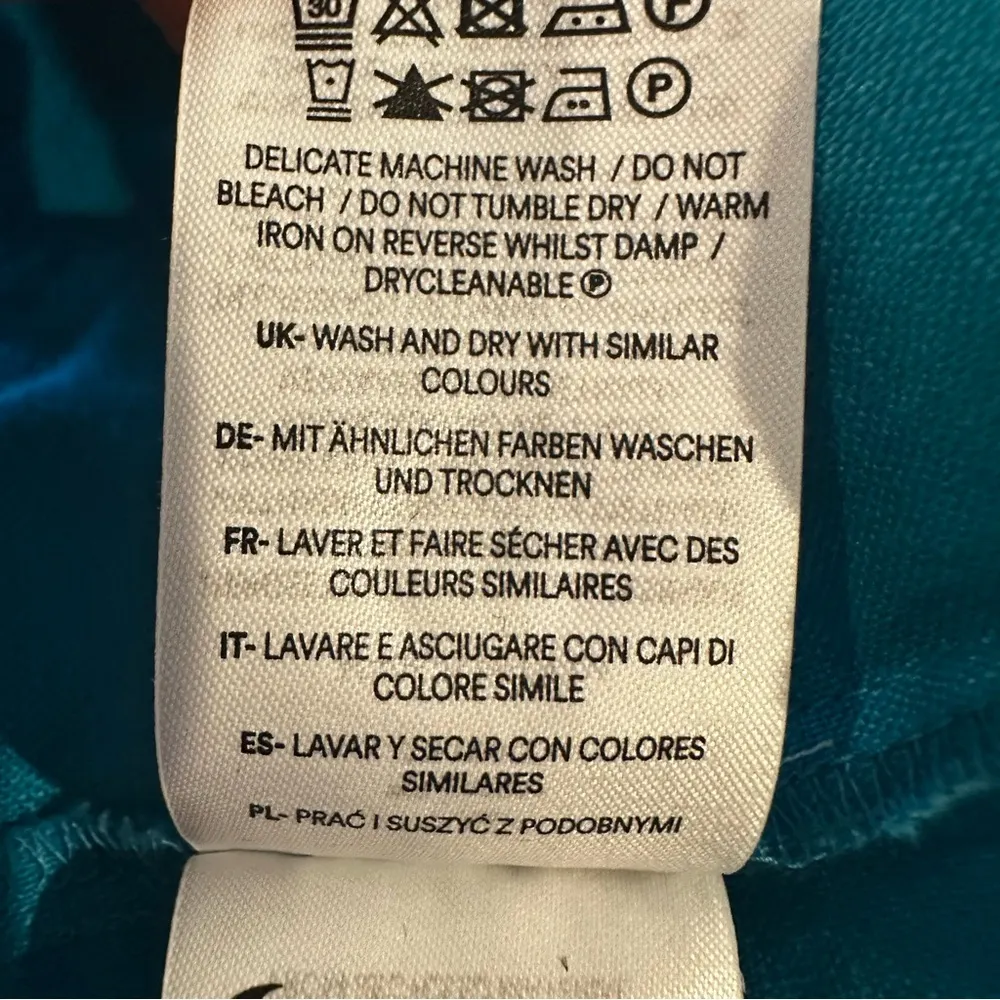 30
F
P
DELICATE MACHINE WASH / DO NOT
BLEACH / DO NOT TUMBLE DRY / WARM
IRON ON REVERSE WHILST DAMP /
DRYCLEANABLE Ⓟ
UK- WASH AND DRY WITH SIMILAR
COLOURS
DE- MIT ÄHNLICHEN FARBEN WASCHEN
UND TROCKNEN
FR- LAVER ET FAIRE SÉCHER AVEC DES
COULEURS SIMILAIRES
IT- LAVARE E ASCIUGARE CON CAPI DI
COLORE SIMILE
ES- LAVAR Y SECAR CON COLORES
SIMILARES
PL- PRAĆ I SUSZYĆ Z PODOBNYMI